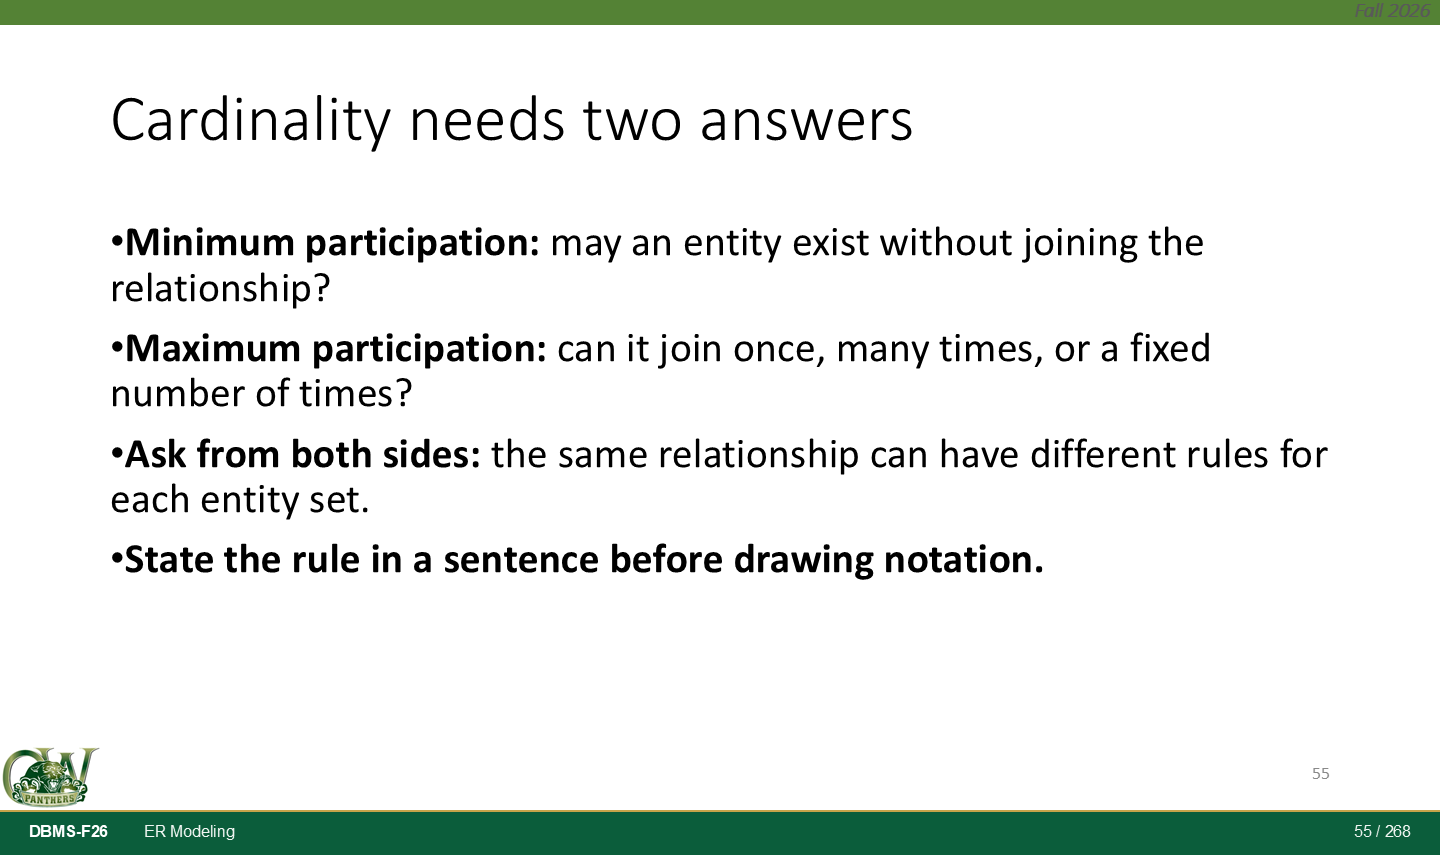 Fall 2026
Cardinality needs two answers
•Minimum participation: may an entity exist without joining the
relationship?
•Maximum participation: can it join once, many times, or a fixed
number of times?
•Ask from both sides: the same relationship can have different rules for
each entity set.
•State the rule in a sentence before drawing notation.
OW
PANTHERS
55
DBMS-F26 ER Modeling 55 / 268